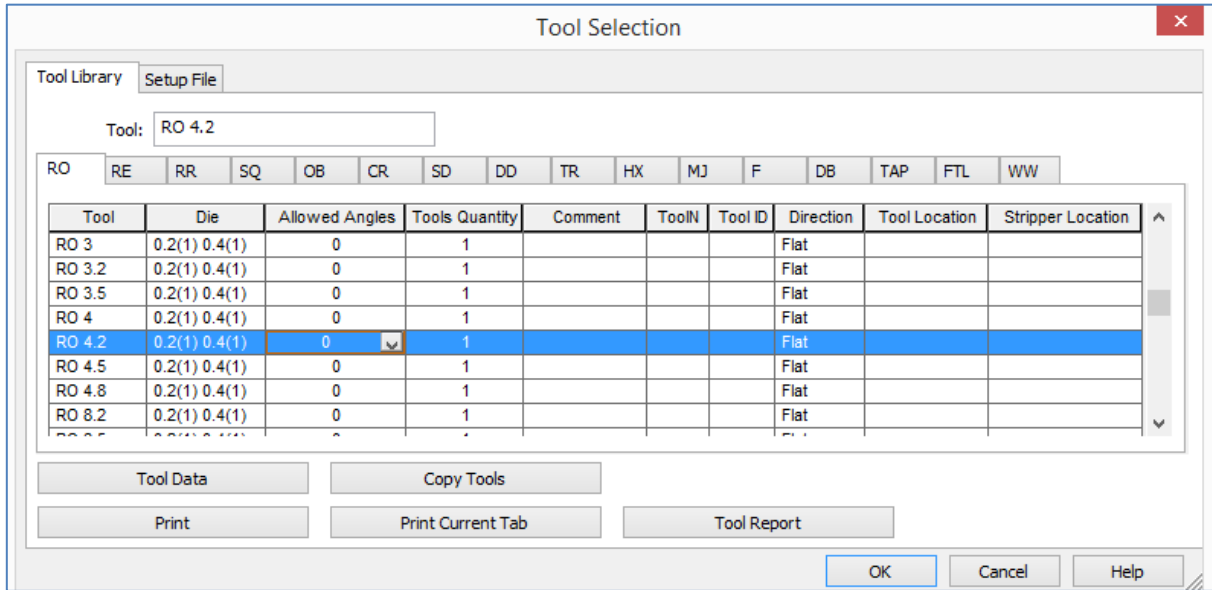 Tool Selection
Tool Library Setup File
Tool: RO 4.2
RO RE RR SQ OB CR SD DD TR HX MJ F DB TAP FTL WW
Tool Die Allowed Angles Tools Quantity Comment ToolN Tool ID Direction Tool Location Stripper Location
RO 3 0.2(1) 0.4(1) 0 1 Flat
RO 3.2 0.2(1) 0.4(1) 0 1 Flat
RO 3.5 0.2(1) 0.4(1) 0 1 Flat
RO 4 0.2(1) 0.4(1) 0 1 Flat
RO 4.2 0.2(1) 0.4(1) 0 1 Flat
RO 4.5 0.2(1) 0.4(1) 0 1 Flat
RO 4.8 0.2(1) 0.4(1) 0 1 Flat
RO 8.2 0.2(1) 0.4(1) 0 1 Flat
Tool Data Copy Tools
Print Print Current Tab Tool Report
OK Cancel Help